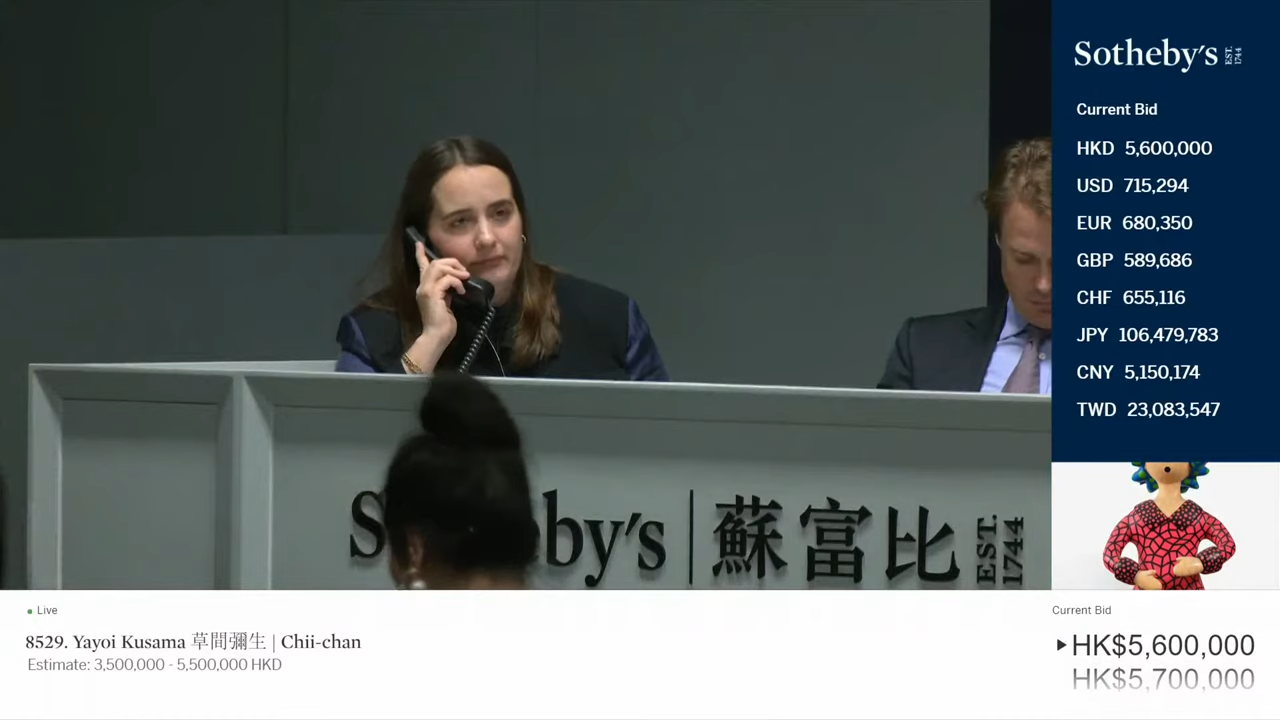 Sotheby's EST. 1744
Current Bid
HKD 5,600,000
USD 715,294
EUR 680,350
GBP 589,686
CHF 655,116
JPY 106,479,783
CNY 5,150,174
TWD 23,083,547
S theby's | 蘇富比 EST. 1744
Live
8529. Yayoi Kusama 草間彌生 | Chii-chan
Estimate: 3,500,000 - 5,500,000 HKD
Current Bid
HK$5,600,000
HK$5,700,000